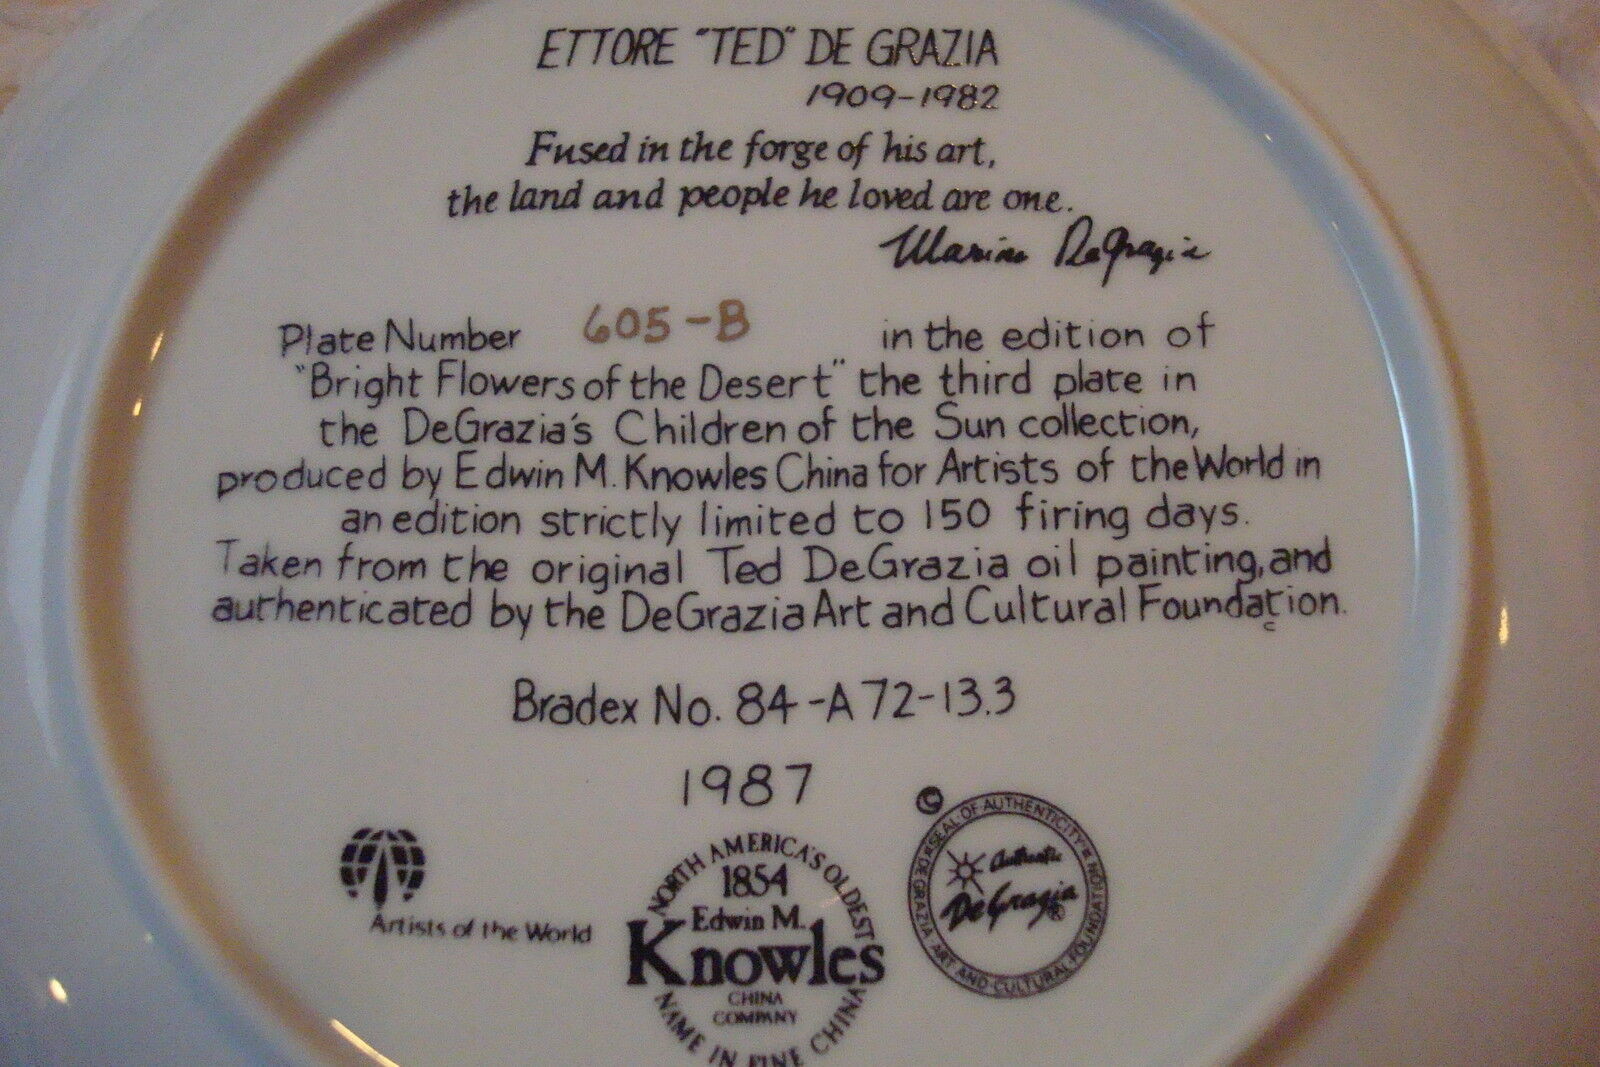 ETTORE "TED" DE GRAZIA
1909-1982
Fused in the forge of his art,
the land and people he loved are one.
Marion DeGrazia
Plate Number 605-B in the edition of
"Bright Flowers of the Desert" the third plate in
the DeGrazia's Children of the Sun collection,
produced by Edwin M. Knowles China for Artists of the World in
an edition strictly limited to 150 firing days.
Taken from the original Ted DeGrazia oil painting, and
authenticated by the DeGrazia Art and Cultural Foundation.
Bradex No. 84-A72-13.3
1987
Artists of the World
NORTH AMERICA'S OLDEST
1854
Edwin M.
Knowles
CHINA
COMPANY
NAME IN FINE CHINA
©
SEAL OF AUTHENTICITY
Authentic
DeGrazia®
DEGRAZIA ART AND CULTURAL FOUNDATION